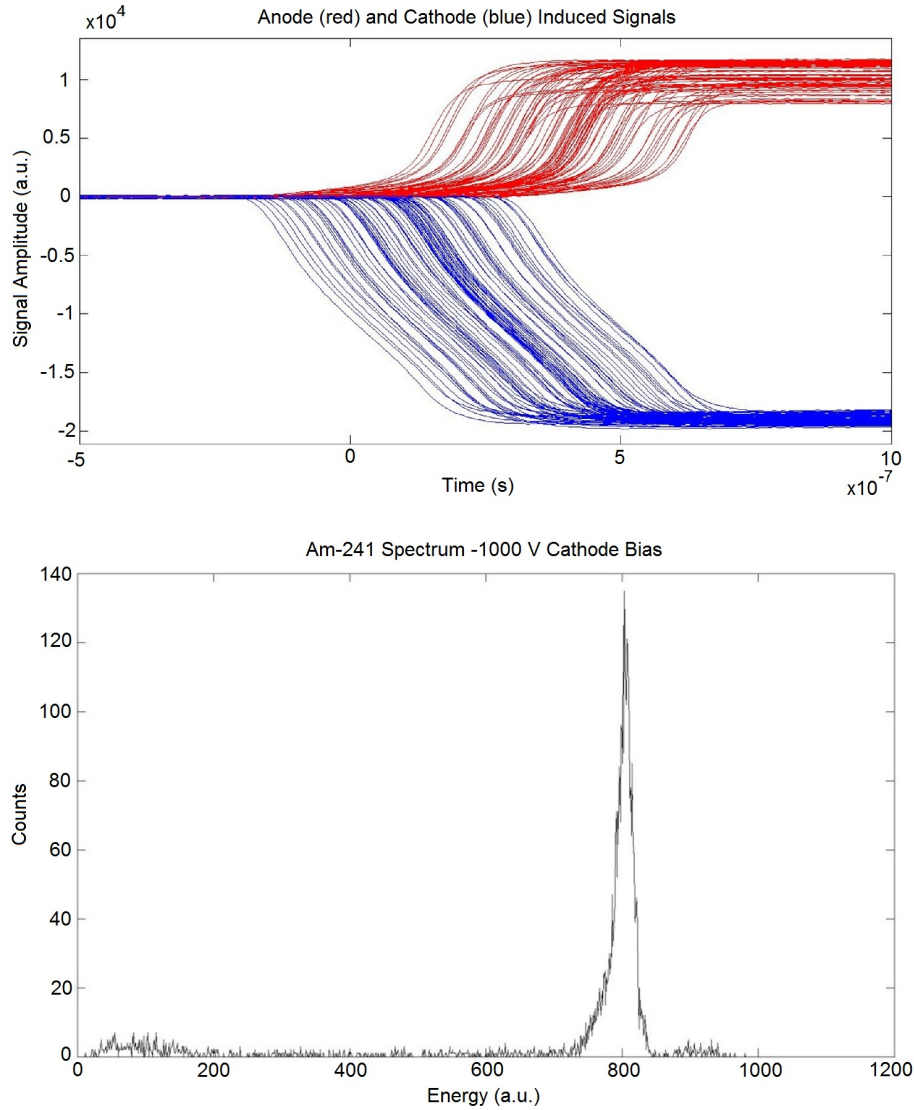 Anode (red) and Cathode (blue) Induced Signals
x10^4
1
0.5
0
-0.5
-1
-1.5
-2
Signal Amplitude (a.u.)
-5 0 5 10
Time (s)
x10^-7
Am-241 Spectrum -1000 V Cathode Bias
140
120
100
80
60
40
20
0
Counts
0 200 400 600 800 1000 1200
Energy (a.u.)